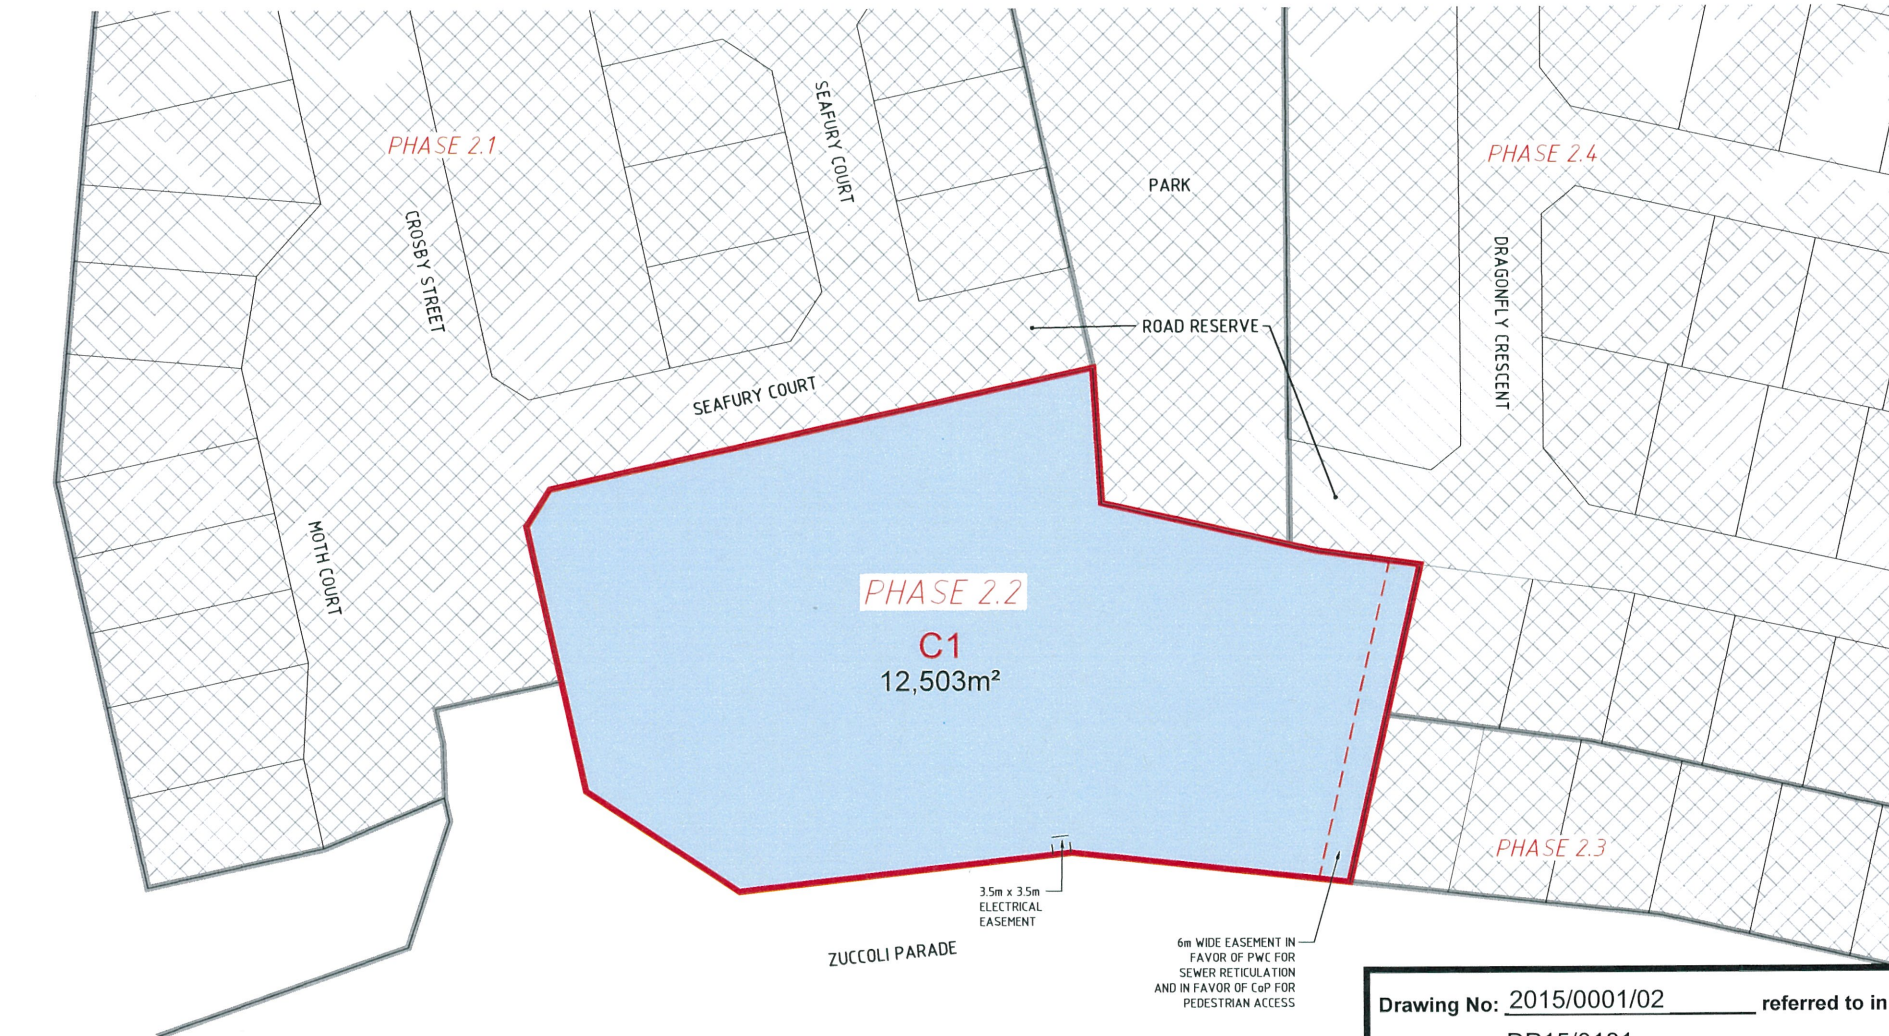 SEAFURY COURT
PHASE 2.1
PHASE 2.4
PARK
CROSBY STREET
DRAGONFLY CRESCENT
ROAD RESERVE
SEAFURY COURT
MOTH COURT
PHASE 2.2
C1
12,503m²
PHASE 2.3
3.5m x 3.5m
ELECTRICAL
EASEMENT
ZUCCOLI PARADE
6m WIDE EASEMENT IN
FAVOR OF PWC FOR
SEWER RETICULATION
AND IN FAVOR OF CoP FOR
PEDESTRIAN ACCESS
Drawing No: 2015/0001/02 referred to in